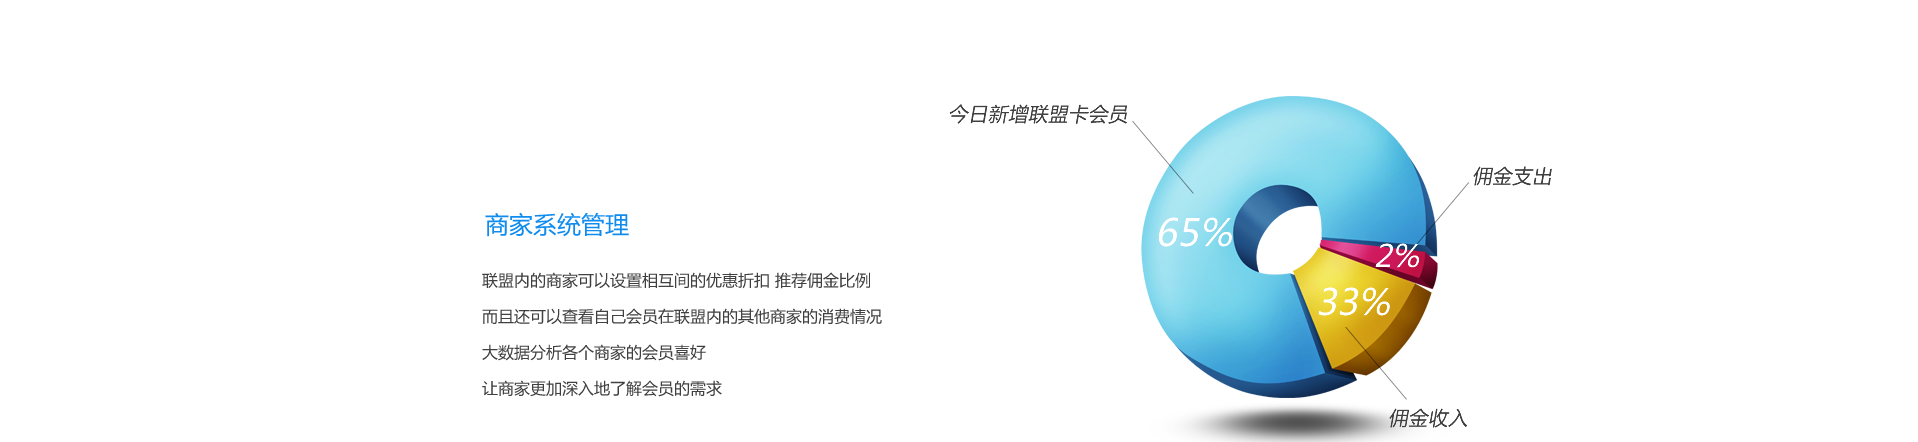 商家系统管理
联盟内的商家可以设置相互间的优惠折扣 推荐佣金比例
而且还可以查看自己会员在联盟内的其他商家的消费情况
大数据分析各个商家的会员喜好
让商家更加深入地了解会员的需求
今日新增联盟卡会员
佣金支出
65%
2%
33%
佣金收入